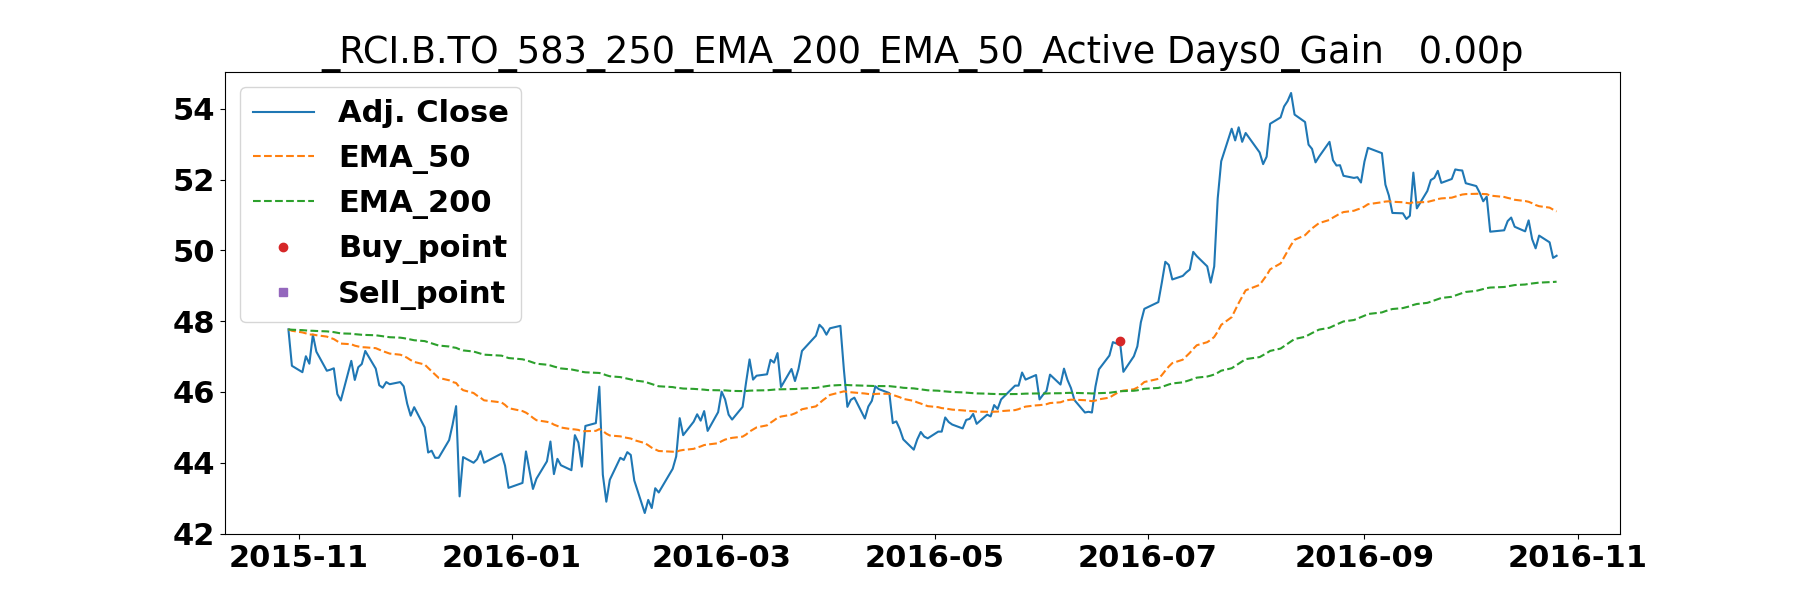 _RCI.B.TO_583_250_EMA_200_EMA_50_Active Days0_Gain   0.00p
Adj. Close
EMA_50
EMA_200
Buy_point
Sell_point
54
52
50
48
46
44
42
2015-11 2016-01 2016-03 2016-05 2016-07 2016-09 2016-11